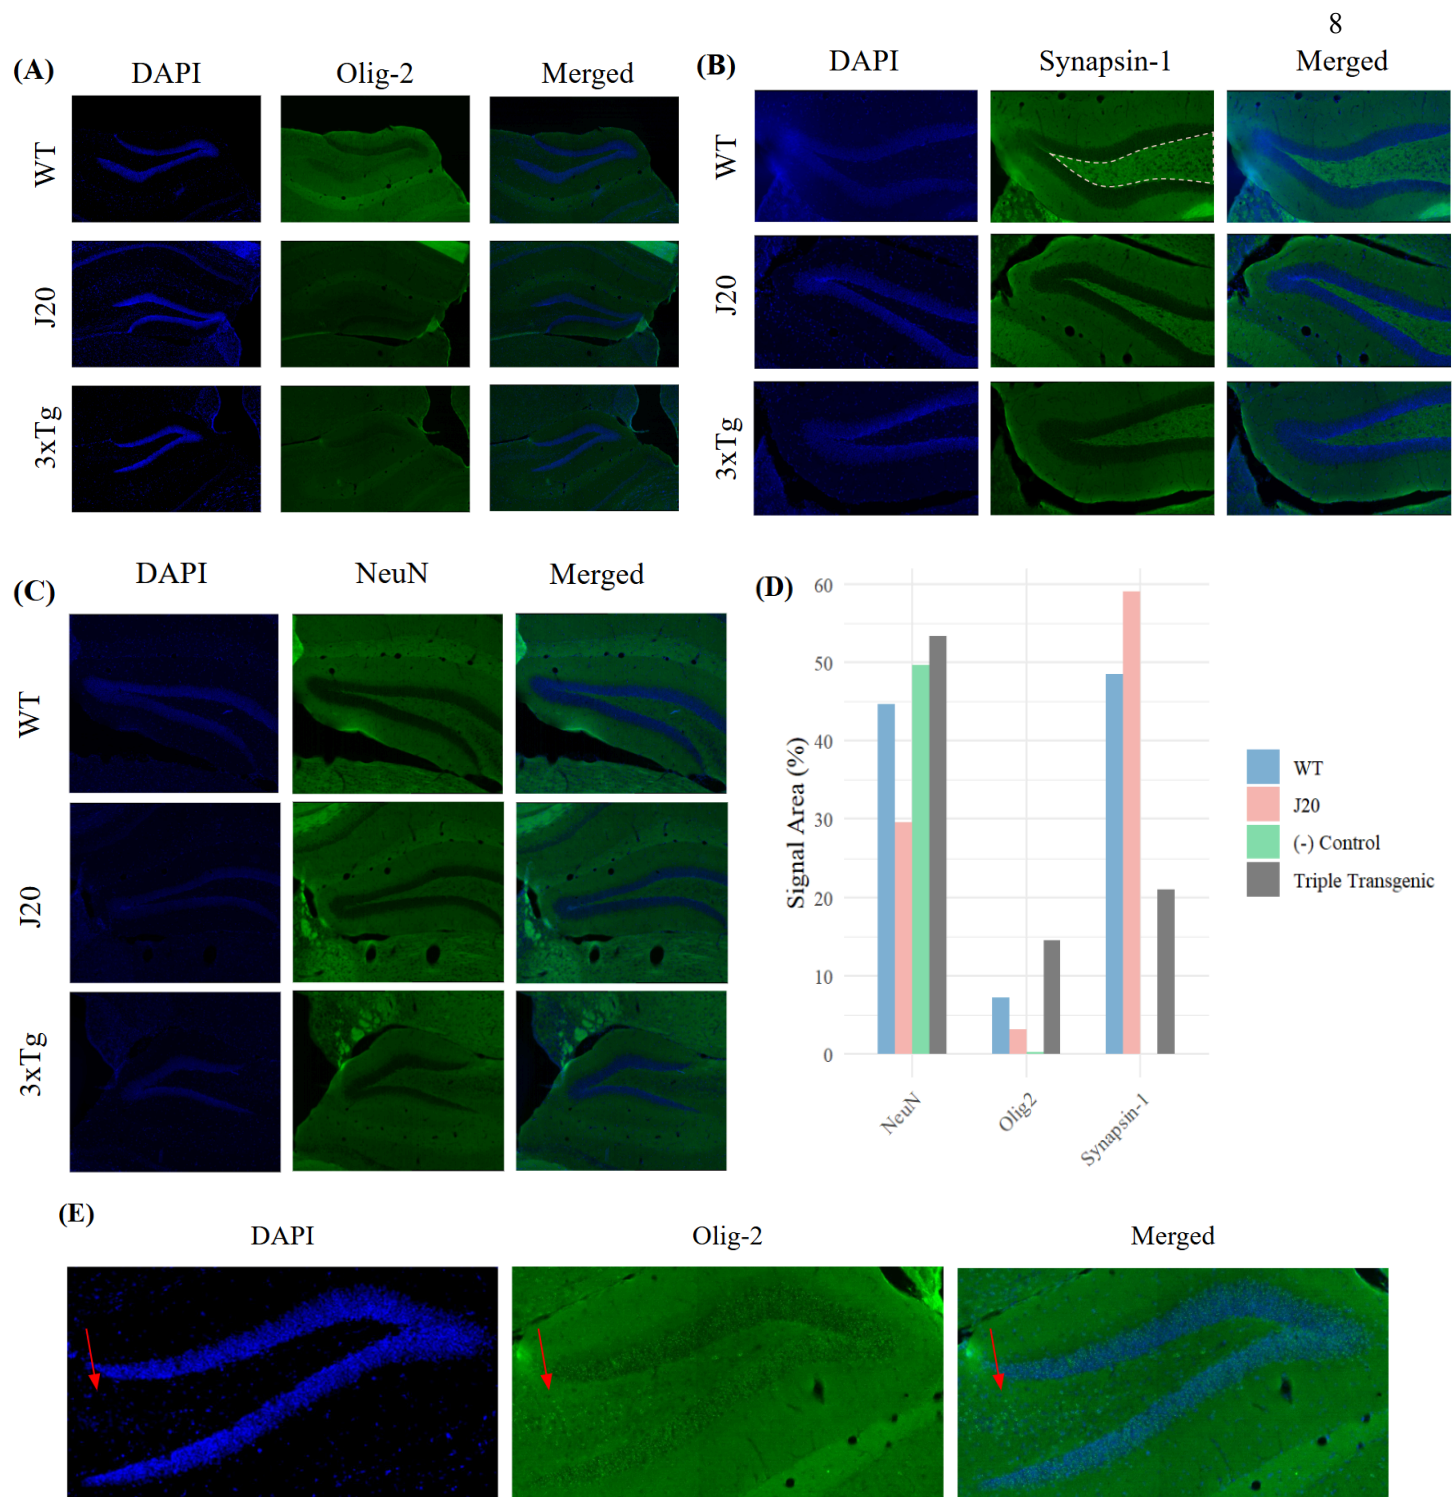 8
(A)
DAPI Olig-2 Merged
WT
J20
3xTg
(B)
DAPI Synapsin-1 Merged
WT
J20
3xTg
(C)
DAPI NeuN Merged
WT
J20
3xTg
(D)
Signal Area (%)
60
50
40
30
20
10
0
NeuN
Olig2
Synapsin-1
WT
J20
(-) Control
Triple Transgenic
(E)
DAPI Olig-2 Merged